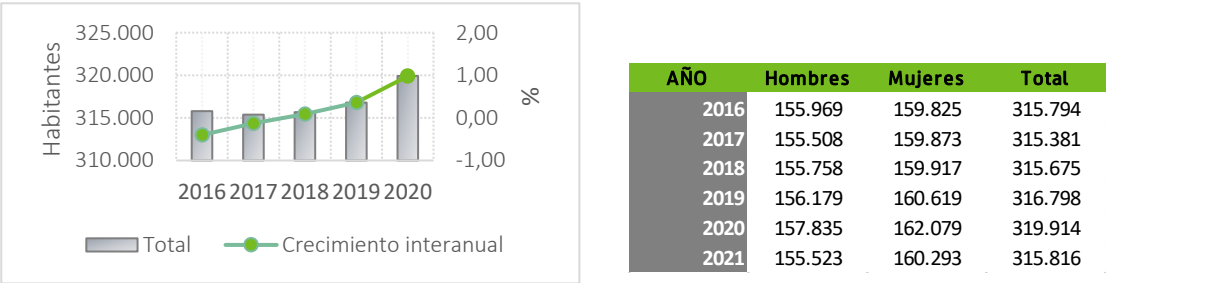 325.000
320.000
315.000
310.000
Habitantes
2,00
1,00
0,00
-1,00
%
2016 2017 2018 2019 2020
Total Crecimiento interanual
AÑO Hombres Mujeres Total
2016 155.969 159.825 315.794
2017 155.508 159.873 315.381
2018 155.758 159.917 315.675
2019 156.179 160.619 316.798
2020 157.835 162.079 319.914
2021 155.523 160.293 315.816